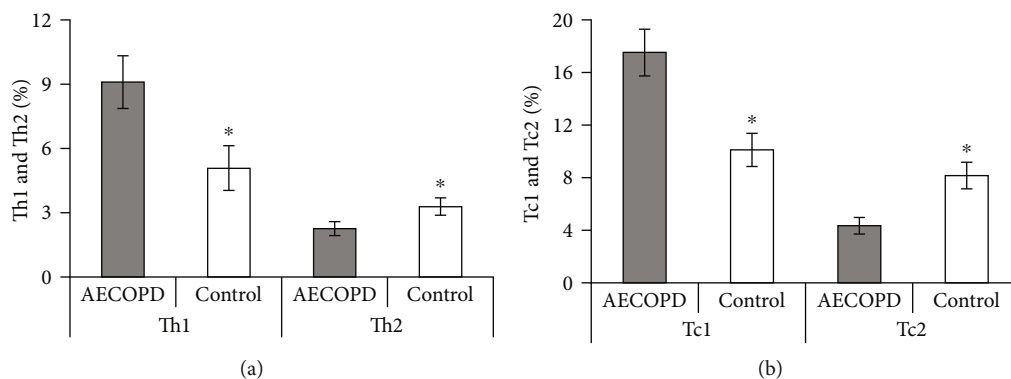 12
9
6
3
0
Th1 and Th2 (%)
*
*
AECOPD Control AECOPD Control
Th1 Th2
(a)
20
16
12
8
4
0
Tc1 and Tc2 (%)
*
*
AECOPD Control AECOPD Control
Tc1 Tc2
(b)